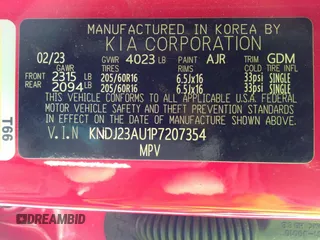 MANUFACTURED IN KOREA BY
KIA CORPORATION
02/23 GVWR 4023 LB PAINT AJR TRIM GDM
GAWR TIRE RIM COLD
FRONT 2315 LB 205/60R16 6.5Jx16 33psi SINGLE
REAR 2094 LB 205/60R16 6.5Jx16 33psi SINGLE
THIS VEHICLE CONFORMS TO ALL APPLICABLE U.S. FEDERAL
MOTOR VEHICLE SAFETY, BUMPER, AND THEFT PREVENTION STANDARDS
IN EFFECT ON THE DATE OF MANUFACTURE SHOWN ABOVE.
V.I.N KNDJ23AU1P7207354
MPV
T66
DREAMBID